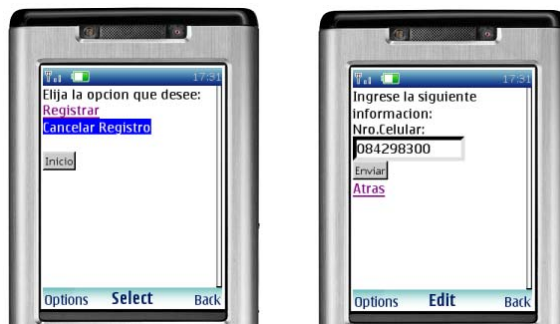 17:31
Elija la opcion que desee:
Registrar
Cancelar Registro
Inicio
Options Select Back
17:31
Ingrese la siguiente
informacion:
Nro.Celular:
084298300
Enviar
Atras
Options Edit Back